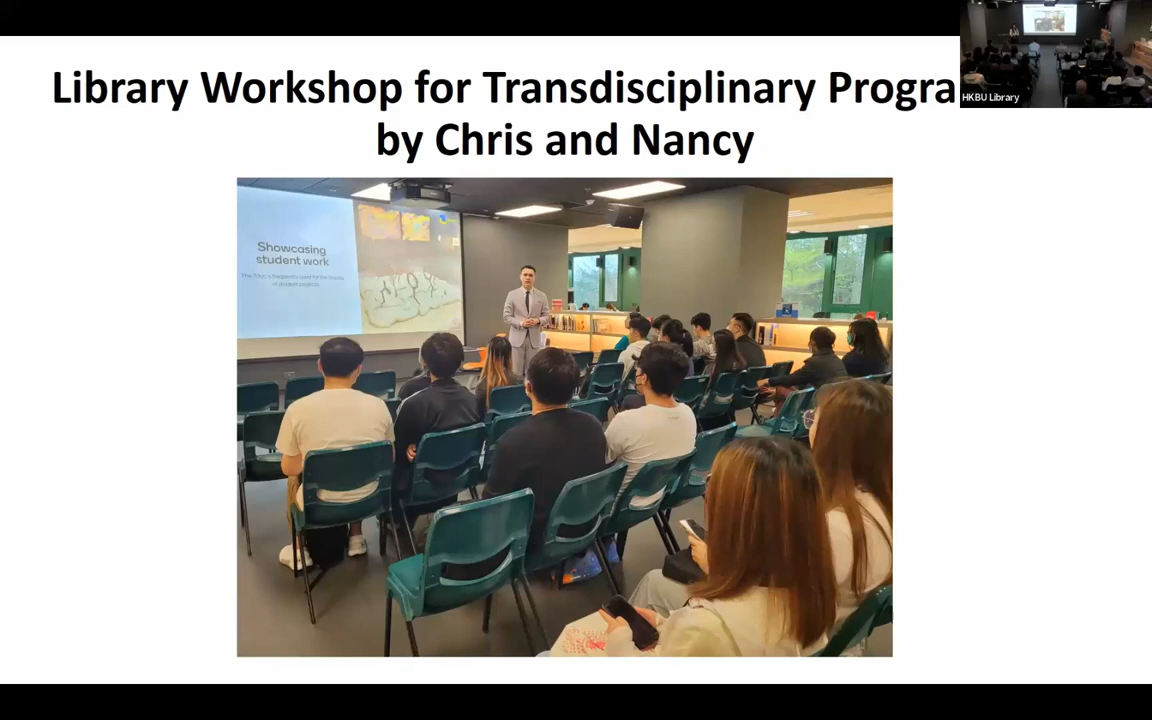 Library Workshop for Transdisciplinary Progra
by Chris and Nancy
HKBU Library
Showcasing
student work